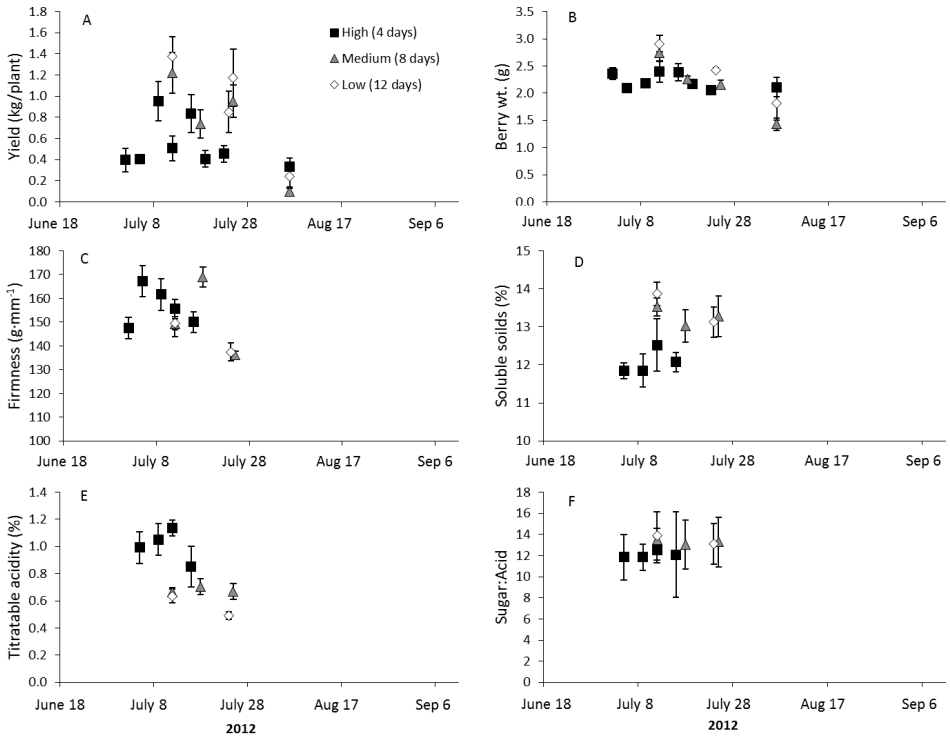 A
High (4 days)
Medium (8 days)
Low (12 days)
Yield (kg/plant)
1.8
1.6
1.4
1.2
1.0
0.8
0.6
0.4
0.2
0.0
June 18 July 8 July 28 Aug 17 Sep 6
B
Berry wt. (g)
3.5
3.0
2.5
2.0
1.5
1.0
0.5
0.0
June 18 July 8 July 28 Aug 17 Sep 6
C
Firmness (g·mm⁻¹)
180
170
160
150
140
130
120
110
100
June 18 July 8 July 28 Aug 17 Sep 6
D
Soluble soilds (%)
15
14
13
12
11
10
June 18 July 8 July 28 Aug 17 Sep 6
E
Titratable acidity (%)
1.4
1.2
1.0
0.8
0.6
0.4
0.2
0.0
June 18 July 8 July 28 Aug 17 Sep 6
2012
F
Sugar:Acid
18
16
14
12
10
8
6
4
2
0
June 18 July 8 July 28 Aug 17 Sep 6
2012